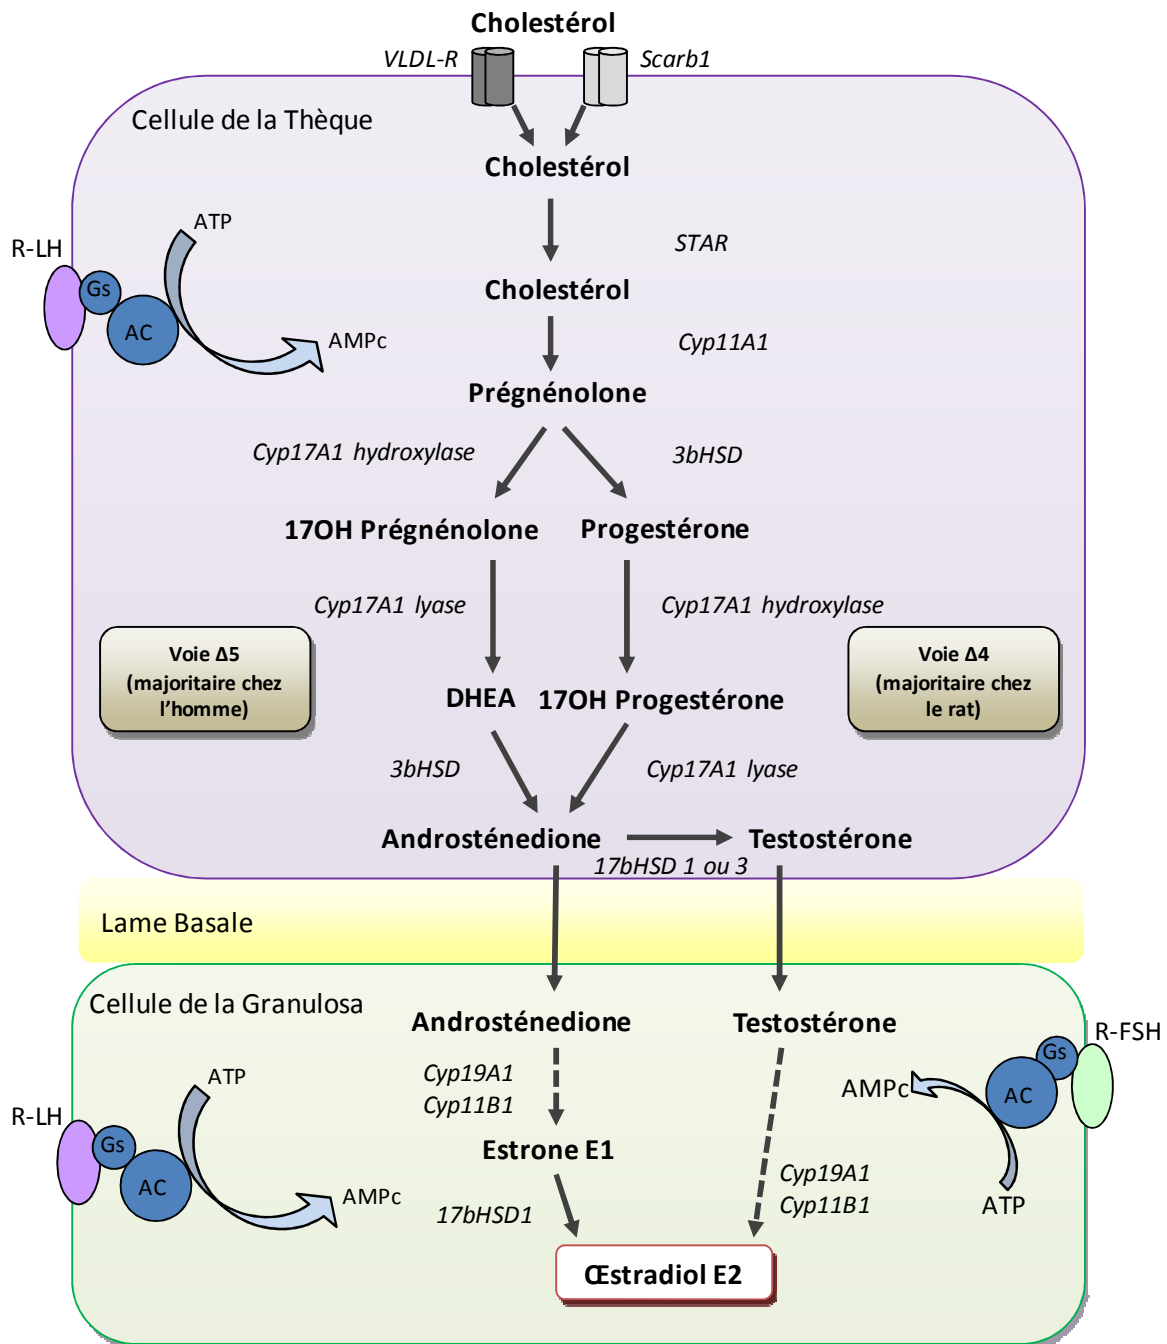 Cholestérol
VLDL-R
Scarb1
Cellule de la Thèque
Cholestérol
ATP
R-LH
STAR
Gs
Cholestérol
AC
AMPc
Cyp11A1
Prégnénolone
Cyp17A1 hydroxylase
3bHSD
17OH Prégnénolone
Progestérone
Cyp17A1 lyase
Cyp17A1 hydroxylase
Voie Δ5
(majoritaire chez
l'homme)
Voie Δ4
(majoritaire chez
le rat)
DHEA
17OH Progestérone
3bHSD
Cyp17A1 lyase
Androsténedione
Testostérone
17bHSD 1 ou 3
Lame Basale
Cellule de la Granulosa
Androsténedione
Testostérone
R-FSH
Gs
AC
AMPc
ATP
ATP
Cyp19A1
Cyp11B1
R-LH
Gs
AC
AMPc
Estrone E1
Cyp19A1
Cyp11B1
17bHSD1
Œstradiol E2